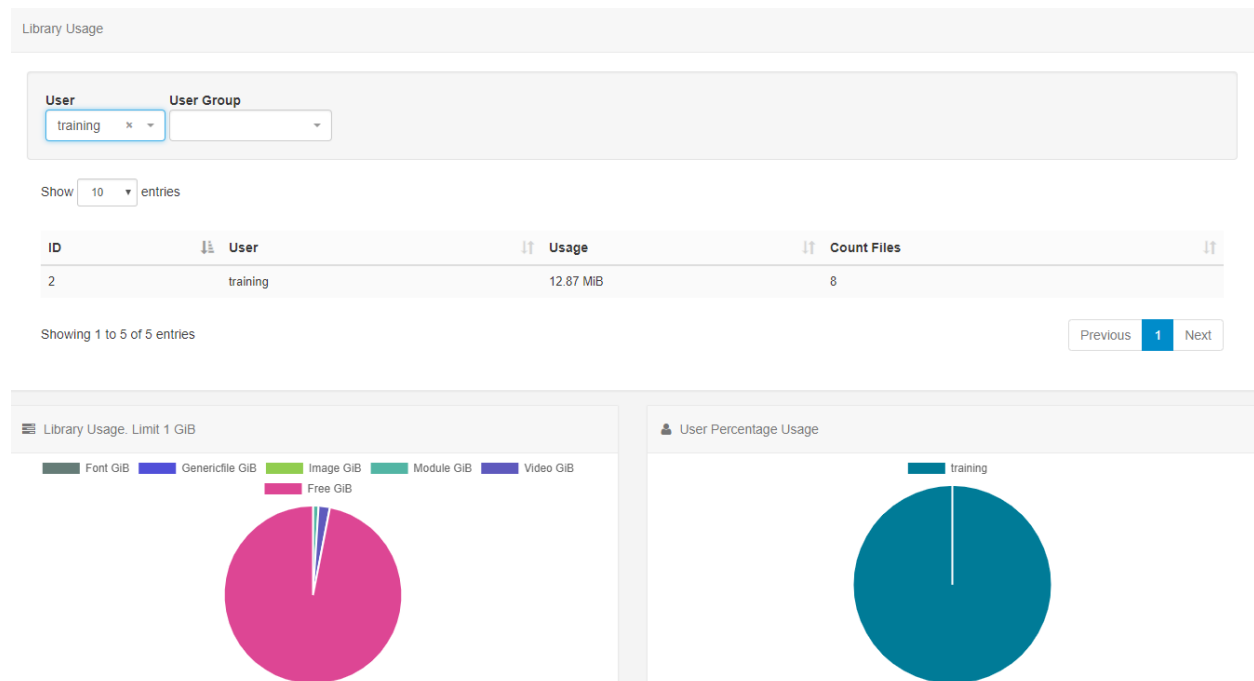 Library Usage
User User Group
training × 
Show 10 entries
ID User Usage Count Files
2 training 12.87 MiB 8
Showing 1 to 5 of 5 entries
Previous 1 Next
Library Usage. Limit 1 GiB
Font GiB Genericfile GiB Image GiB Module GiB Video GiB
Free GiB
User Percentage Usage
training